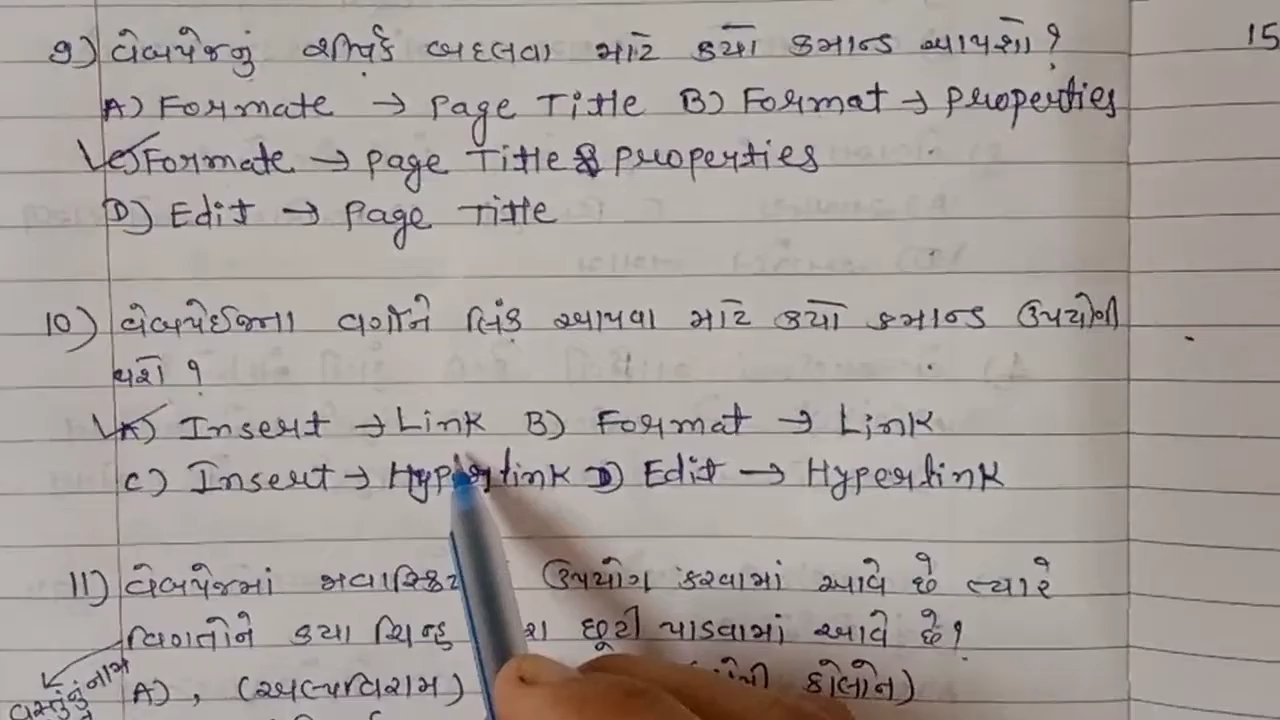 9) વેબપેજનું શીર્ષક બદલવા માટે કયો કમાન્ડ આપશો? 15
A) Formate → Page Title B) Format → Properties
C) Formate → Page Title & Properties
D) Edit → Page Title
10) વેબપેઈજના વર્ગોને લિંક આપવા માટે કયો કમાન્ડ ઉપયોગી
થશે ?
A) Insert → Link B) Format → Link
C) Insert → Hyperlink D) Edit → Hyperlink
11) વેબપેજમાં ઉપયોગ કરવામાં આવે છે ત્યારે
વિગતોને કયા ચિન્હ છૂટી પાડવામાં આવે છે?
વસ્તુનું નામ
A) , (અલ્પવિરામ) કોલોન)